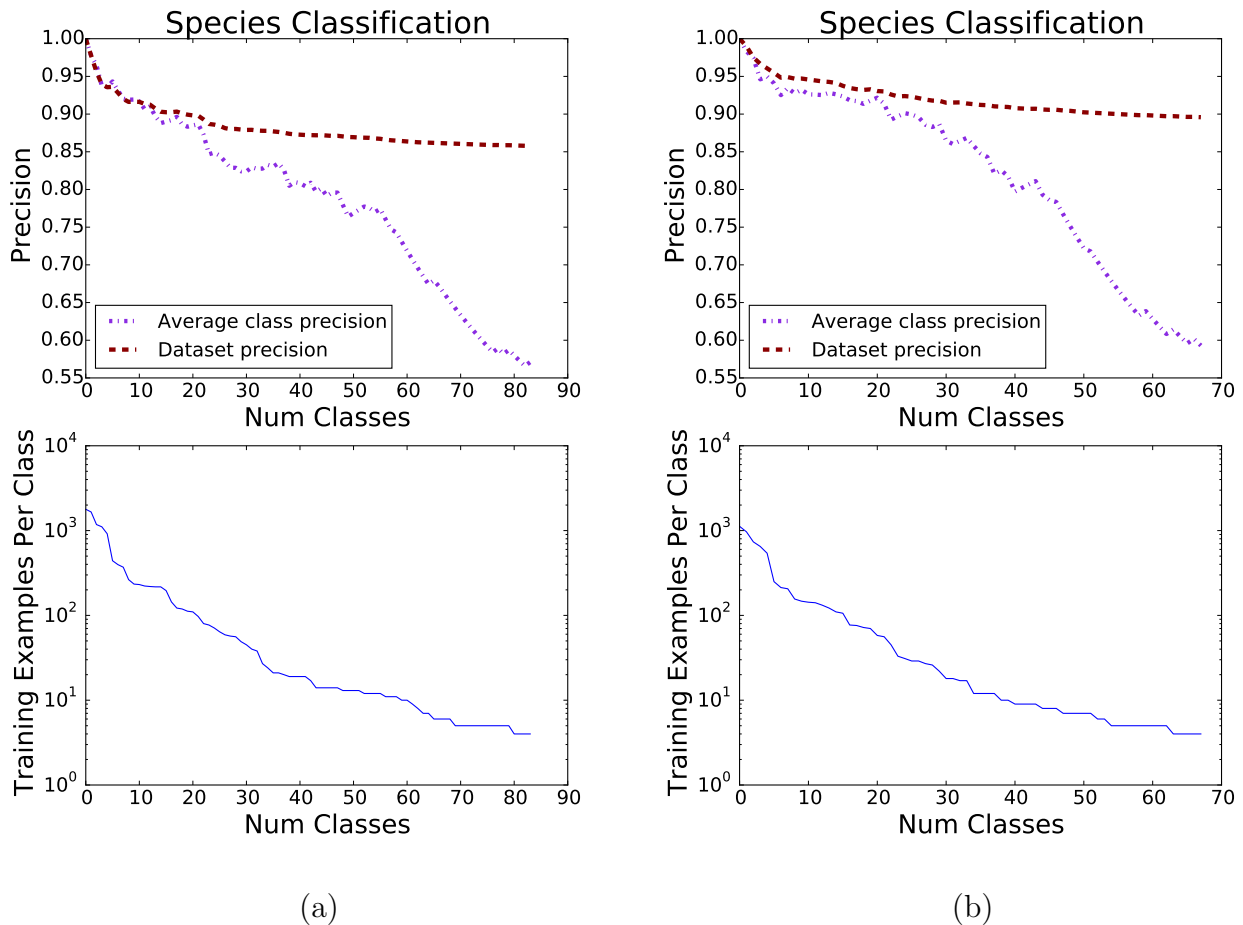 Species Classification
1.00
0.95
0.90
0.85
0.80
0.75
0.70
0.65
0.60
0.55
Precision
Average class precision
Dataset precision
0 10 20 30 40 50 60 70 80 90
Num Classes
10^4
10^3
10^2
10^1
10^0
Training Examples Per Class
0 10 20 30 40 50 60 70 80 90
Num Classes
(a)
Species Classification
1.00
0.95
0.90
0.85
0.80
0.75
0.70
0.65
0.60
0.55
Precision
Average class precision
Dataset precision
0 10 20 30 40 50 60 70
Num Classes
10^4
10^3
10^2
10^1
10^0
Training Examples Per Class
0 10 20 30 40 50 60 70
Num Classes
(b)